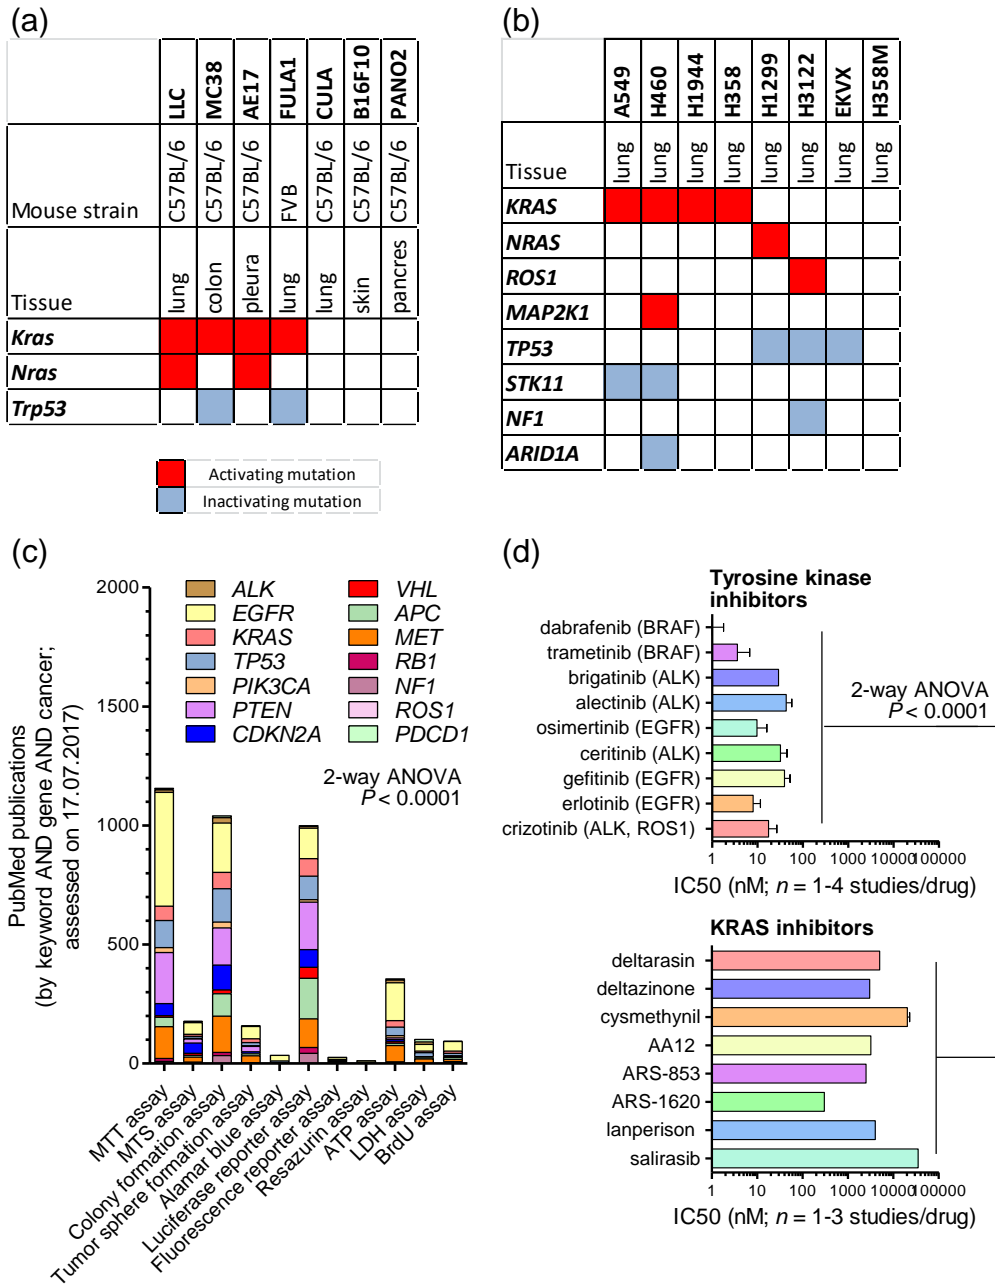 (a)
LLC MC38 AE17 FULA1 CULA B16F10 PANO2
Mouse strain C57BL/6 C57BL/6 C57BL/6 FVB C57BL/6 C57BL/6 C57BL/6
Tissue lung colon pleura lung lung skin pancres
Kras
Nras
Trp53
Activating mutation
Inactivating mutation
(b)
A549 H460 H1944 H358 H1299 H3122 EKVX H358M
Tissue lung lung lung lung lung lung lung lung
KRAS
NRAS
ROS1
MAP2K1
TP53
STK11
NF1
ARID1A
(c)
PubMed publications
(by keyword AND gene AND cancer;
assessed on 17.07.2017)
2000
1500
1000
500
0
ALK
EGFR
KRAS
TP53
PIK3CA
PTEN
CDKN2A
VHL
APC
MET
RB1
NF1
ROS1
PDCD1
2-way ANOVA
P < 0.0001
MTT assay
MTS assay
Colony formation assay
Tumor sphere formation assay
Alamar blue assay
Luciferase reporter assay
Fluorescence reporter assay
Resazurin assay
ATP assay
LDH assay
BrdU assay
(d)
Tyrosine kinase
inhibitors
dabrafenib (BRAF)
trametinib (BRAF)
brigatinib (ALK)
alectinib (ALK)
osimertinib (EGFR)
ceritinib (ALK)
gefitinib (EGFR)
erlotinib (EGFR)
crizotinib (ALK, ROS1)
2-way ANOVA
P < 0.0001
1 10 100 1000 10000 100000
IC50 (nM; n = 1-4 studies/drug)
KRAS inhibitors
deltarasin
deltazinone
cysmethynil
AA12
ARS-853
ARS-1620
lanperison
salirasib
1 10 100 1000 10000 100000
IC50 (nM; n = 1-3 studies/drug)